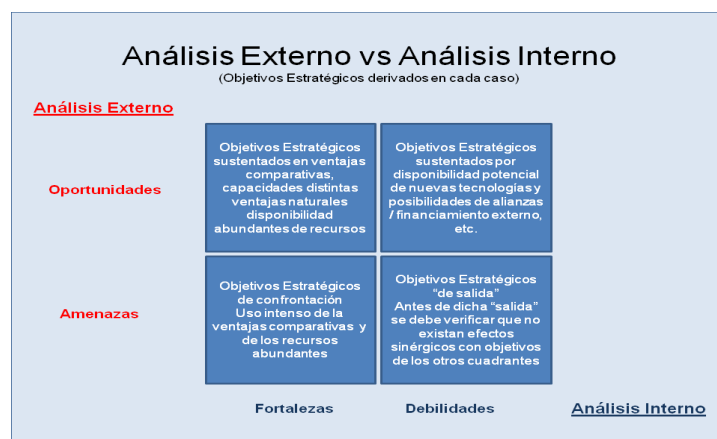 Análisis Externo vs Análisis Interno
(Objetivos Estratégicos derivados en cada caso)
Análisis Externo
Oportunidades
Objetivos Estratégicos
sustentados en ventajas
comparativas,
capacidades distintas
ventajas naturales
disponibilidad
abundantes de recursos
Objetivos Estratégicos
sustentados por
disponibilidad potencial
de nuevas tecnologías y
posibilidades de alianzas
/ financiamiento externo,
etc.
Amenazas
Objetivos Estratégicos
de confrontación
Uso intenso de la
ventajas comparativas y
de los recursos
abundantes
Objetivos Estratégicos
“de salida”
Antes de dicha “salida”
se debe verificar que no
existan efectos
sinérgicos con objetivos
de los otros cuadrantes
Fortalezas
Debilidades
Análisis Interno